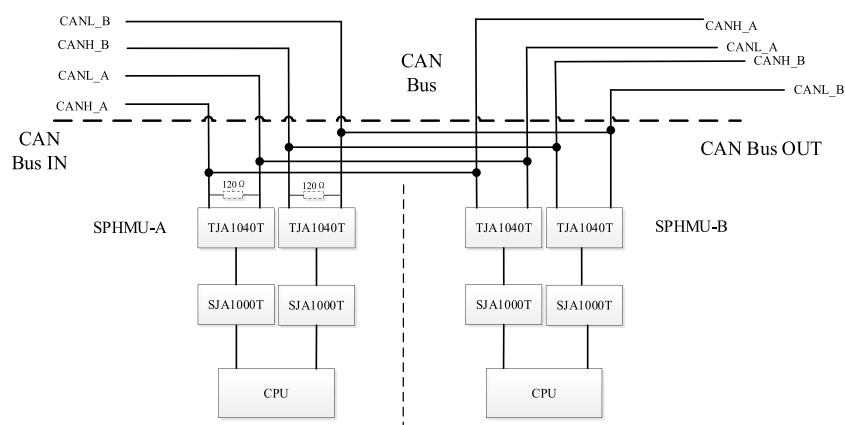 CANL_B
CANH_B
CANL_A
CANH_A
CAN
Bus IN
CAN
Bus
CANH_A
CANL_A
CANH_B
CANL_B
CAN Bus OUT
120 Ω
120 Ω
SPHMU-A
TJA1040T
TJA1040T
SJA1000T
SJA1000T
CPU
TJA1040T
TJA1040T
SPHMU-B
SJA1000T
SJA1000T
CPU